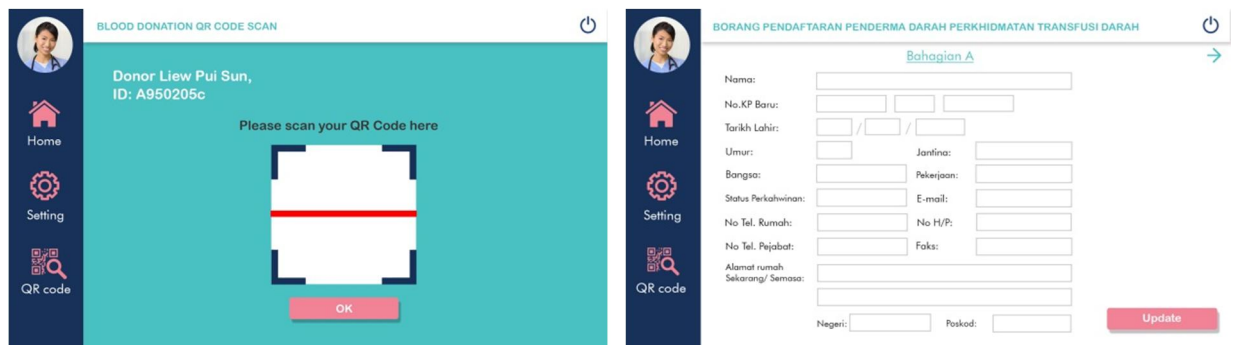 BLOOD DONATION QR CODE SCAN
Donor Liew Pui Sun,
ID: A950205c
Please scan your QR Code here
OK
Home
Setting
QR code
BORANG PENDAFTARAN PENDERMA DARAH PERKHIDMATAN TRANSFUSI DARAH
Bahagian A
Nama:
No.KP Baru:
Tarikh Lahir: / /
Umur: Jantina:
Bangsa: Pekerjaan:
Status Perkahwinan: E-mail:
No Tel. Rumah: No H/P:
No Tel. Pejabat: Faks:
Alamat rumah
Sekarang/ Semasa:
Negeri: Poskod:
Update
Home
Setting
QR code